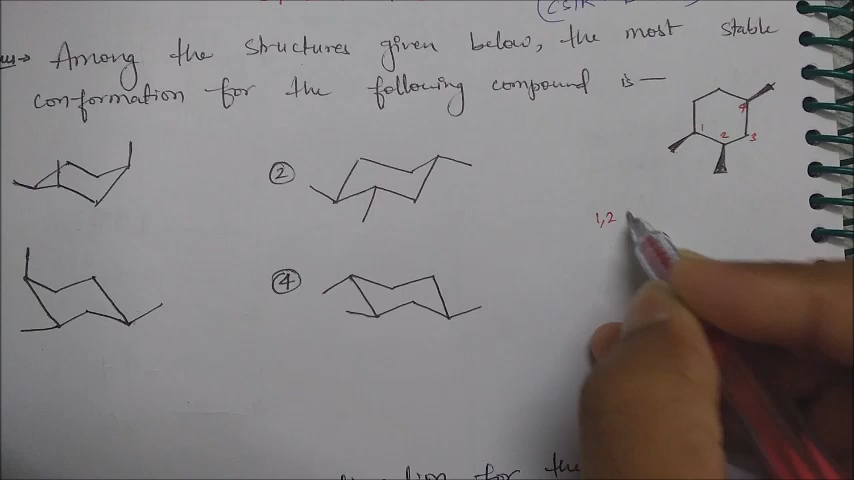 (CSIR
Among the structures given below, the most stable
conformation for the following compound is —
1
2
3
4
②
1,2
④
for the